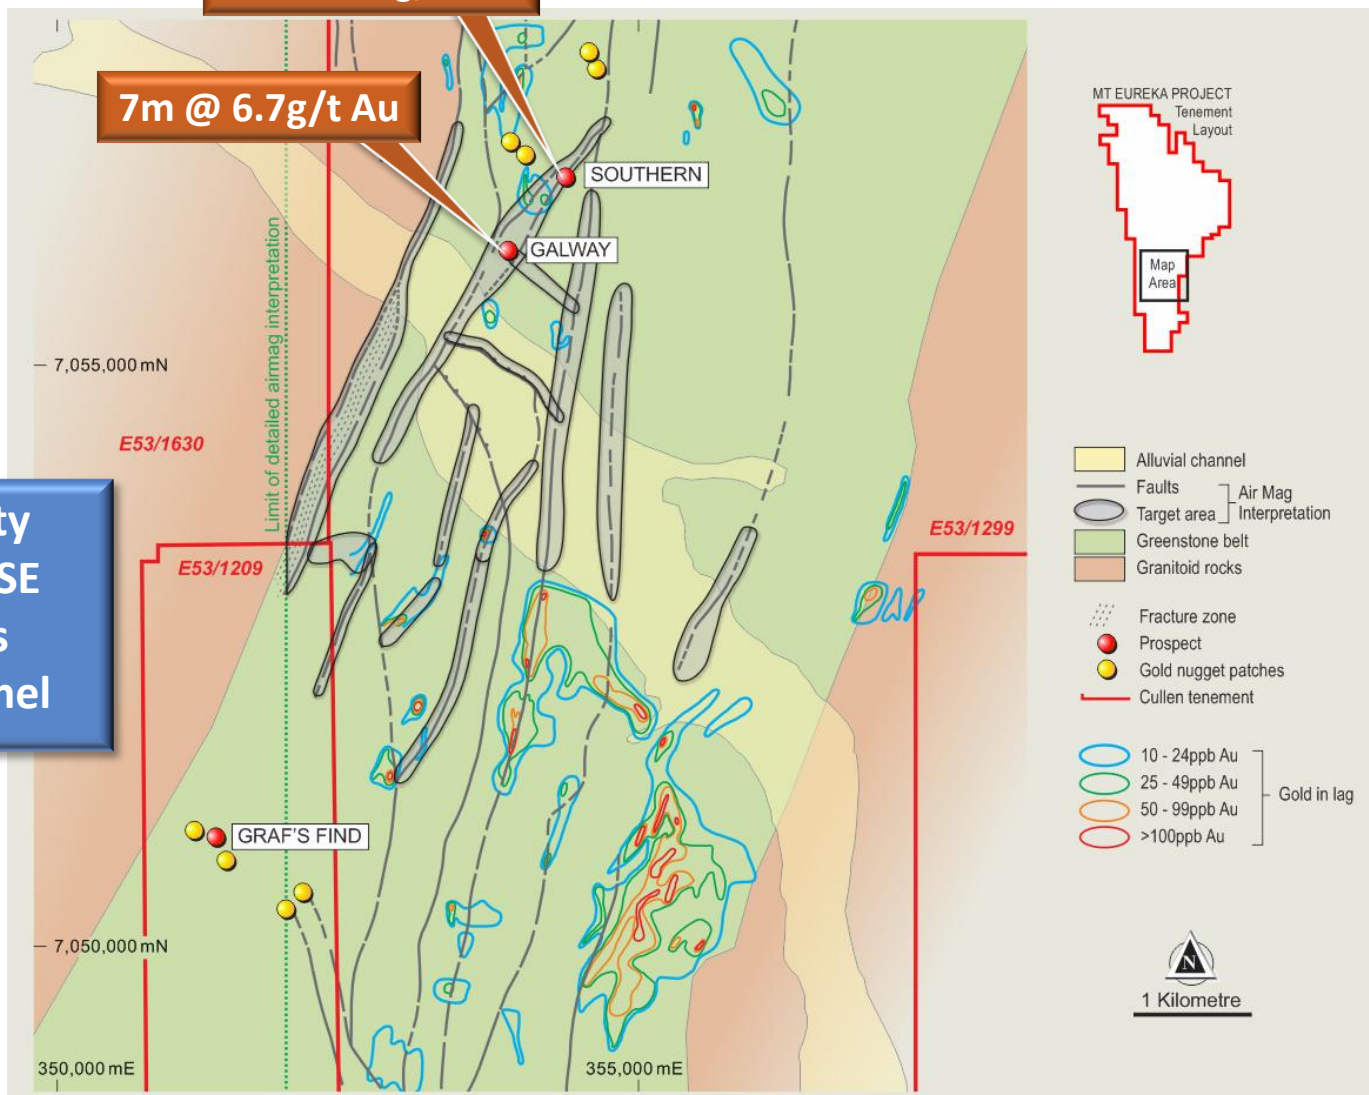 7m @ 6.7g/t Au
SOUTHERN
GALWAY
Limit of detailed airmag interpretation
7,055,000 mN
E53/1630
E53/1209
E53/1299
SE
GRAF'S FIND
7,050,000 mN
350,000 mE
355,000 mE
MT EUREKA PROJECT
Tenement
Layout
Map
Area
Alluvial channel
Faults
Target area
Air Mag
Interpretation
Greenstone belt
Granitoid rocks
Fracture zone
Prospect
Gold nugget patches
Cullen tenement
10 - 24ppb Au
25 - 49ppb Au
50 - 99ppb Au
>100ppb Au
Gold in lag
N
1 Kilometre